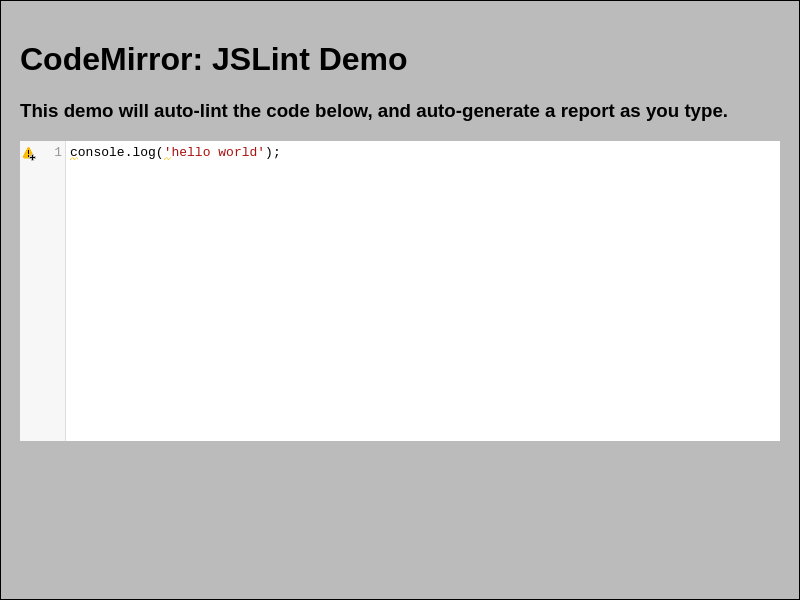 CodeMirror: JSLint Demo
This demo will auto-lint the code below, and auto-generate a report as you type.
1 console.log('hello world');